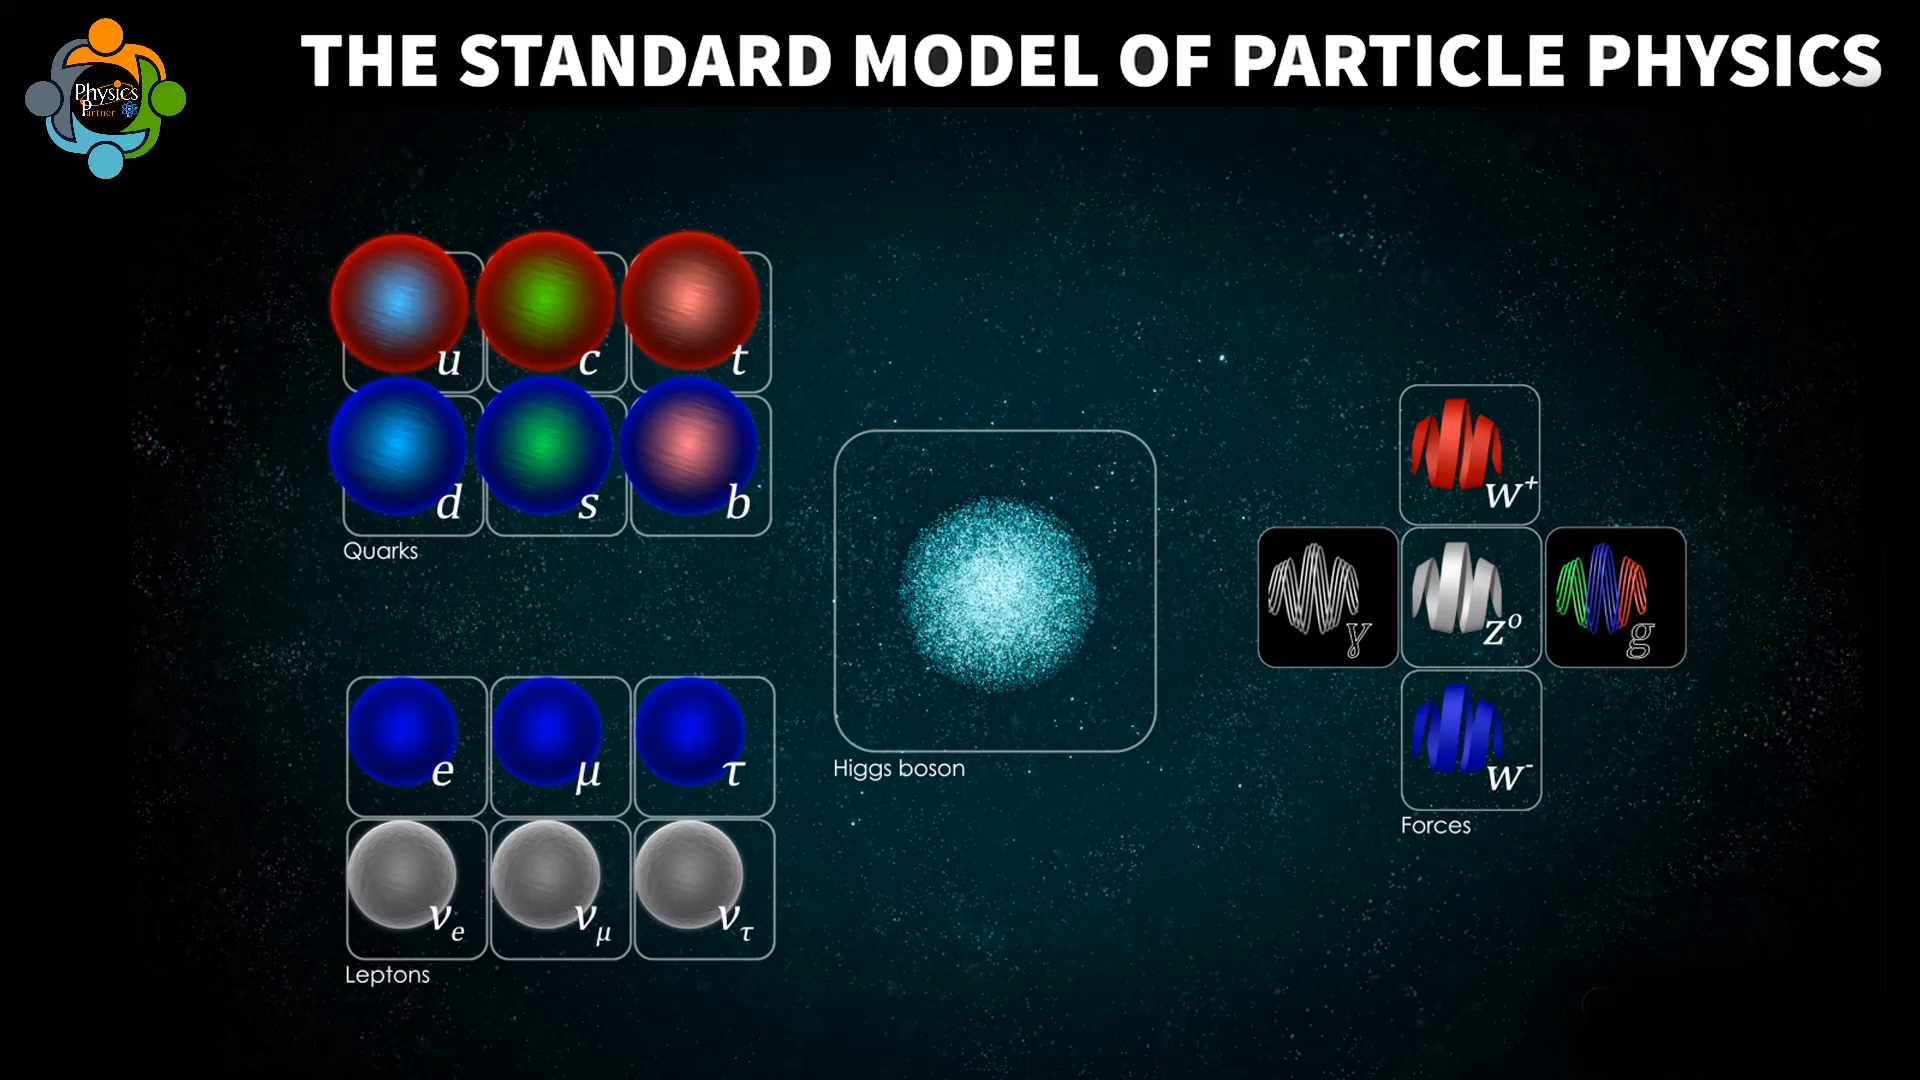 THE STANDARD MODEL OF PARTICLE PHYSICS
Physics
Partner
u c t
d s b
Quarks
e μ τ
νe νμ ντ
Leptons
Higgs boson
W+
γ Z0 g
W-
Forces